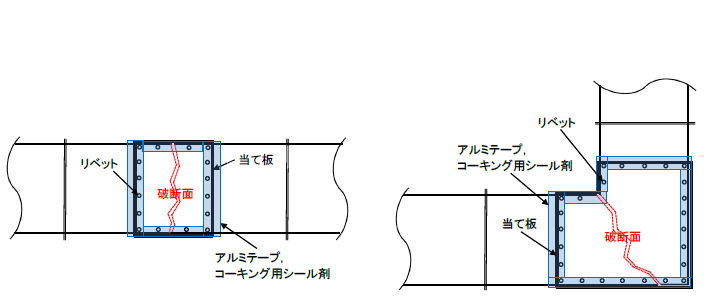 リベット
当て板
破断面
アルミテープ,
コーキング用シール剤
リベット
アルミテープ,
コーキング用シール剤
当て板
破断面